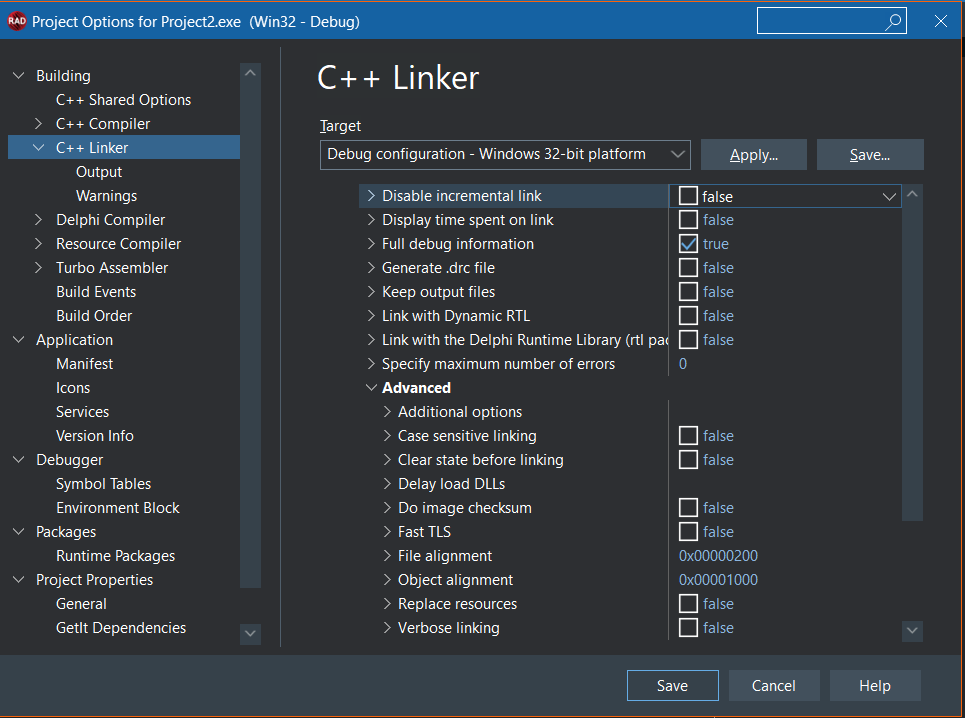 RAD Project Options for Project2.exe (Win32 - Debug)
Building
C++ Shared Options
C++ Compiler
C++ Linker
Output
Warnings
Delphi Compiler
Resource Compiler
Turbo Assembler
Build Events
Build Order
Application
Manifest
Icons
Services
Version Info
Debugger
Symbol Tables
Environment Block
Packages
Runtime Packages
Project Properties
General
GetIt Dependencies
C++ Linker
Target
Debug configuration - Windows 32-bit platform
Apply...
Save...
Disable incremental link false
Display time spent on link false
Full debug information true
Generate .drc file false
Keep output files false
Link with Dynamic RTL false
Link with the Delphi Runtime Library (rtl pac false
Specify maximum number of errors 0
Advanced
Additional options
Case sensitive linking false
Clear state before linking false
Delay load DLLs
Do image checksum false
Fast TLS false
File alignment 0x00000200
Object alignment 0x00001000
Replace resources false
Verbose linking false
Save
Cancel
Help